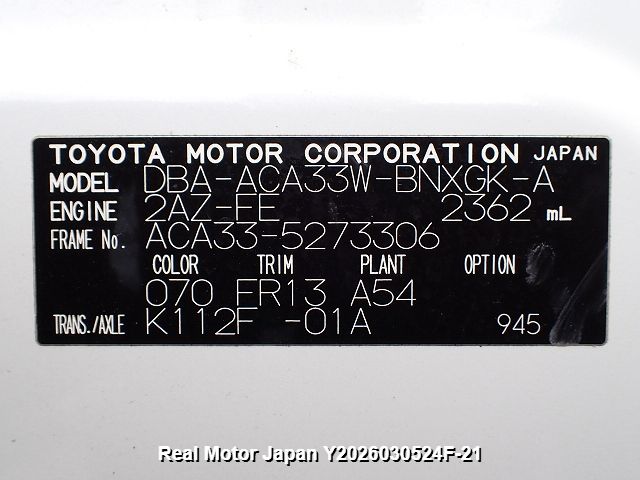 TOYOTA MOTOR CORPORATION JAPAN
MODEL DBA-ACA33W-BNXGK-A
ENGINE 2AZ-FE 2362 mL
FRAME No. ACA33-5273306
COLOR TRIM PLANT OPTION
070 FR13 A54
TRANS./AXLE K112F -01A 945
Real Motor Japan Y2026030524F-21